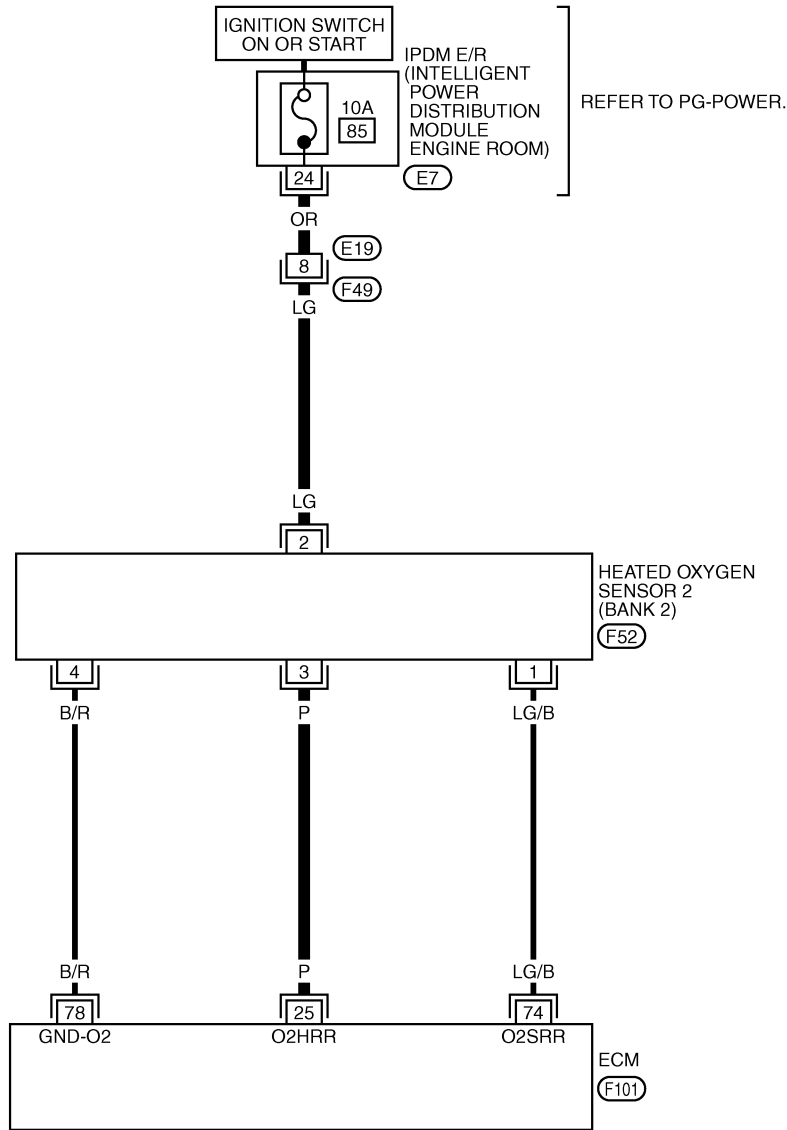 IGNITION SWITCH
ON OR START
IPDM E/R
(INTELLIGENT
POWER
DISTRIBUTION
MODULE
ENGINE ROOM)
REFER TO PG-POWER.
10A
85
24
E7
OR
E19
8
F49
LG
LG
2
HEATED OXYGEN
SENSOR 2
(BANK 2)
F52
4
3
1
B/R
P
LG/B
B/R
P
LG/B
78
25
74
GND-O2
O2HRR
O2SRR
ECM
F101